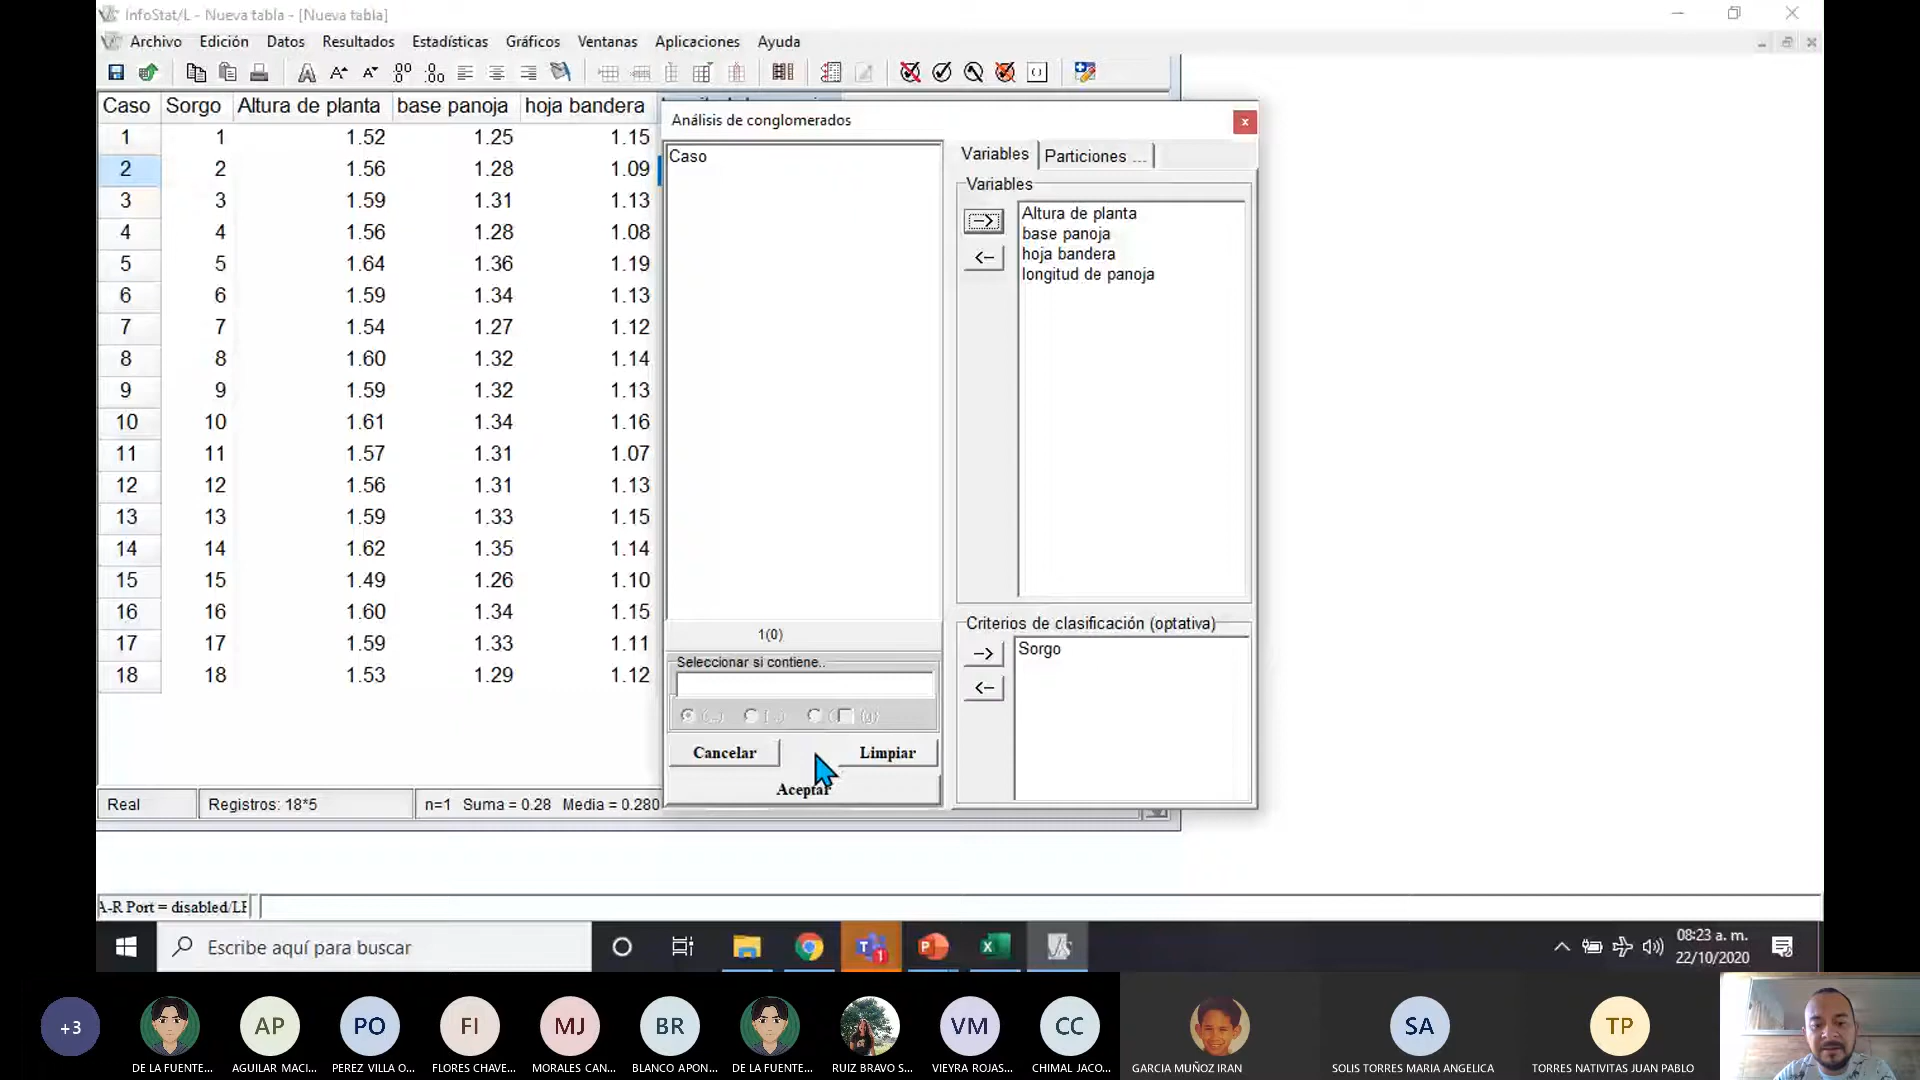 InfoStat/L - Nueva tabla - [Nueva tabla]
Archivo Edición Datos Resultados Estadísticas Gráficos Ventanas Aplicaciones Ayuda
Caso Sorgo Altura de planta base panoja hoja bandera
1 1 1.52 1.25 1.15
2 2 1.56 1.28 1.09
3 3 1.59 1.31 1.13
4 4 1.56 1.28 1.08
5 5 1.64 1.36 1.19
6 6 1.59 1.34 1.13
7 7 1.54 1.27 1.12
8 8 1.60 1.32 1.14
9 9 1.59 1.32 1.13
10 10 1.61 1.34 1.16
11 11 1.57 1.31 1.07
12 12 1.56 1.31 1.13
13 13 1.59 1.33 1.15
14 14 1.62 1.35 1.14
15 15 1.49 1.26 1.10
16 16 1.60 1.34 1.15
17 17 1.59 1.33 1.11
18 18 1.53 1.29 1.12
Real Registros: 18*5 n=1 Suma = 0.28 Media = 0.280
Análisis de conglomerados
Caso
1(0)
Seleccionar si contiene..
Cancelar Limpiar
Aceptar
Variables Particiones ...
Variables
-->
<--
Altura de planta
base panoja
hoja bandera
longitud de panoja
Criterios de clasificación (optativa)
-->
<--
Sorgo
A-R Port = disabled/LF
Escribe aquí para buscar
08:23 a. m.
22/10/2020
+3 AP PO FI MJ BR VM CC SA TP
DE LA FUENTE... AGUILAR MACI... PEREZ VILLA O... FLORES CHAVE... MORALES CAN... BLANCO APON... DE LA FUENTE... RUIZ BRAVO S... VIEYRA ROJAS... CHIMAL JACO... GARCIA MUÑOZ IRAN SOLIS TORRES MARIA ANGELICA TORRES NATIVITAS JUAN PABLO